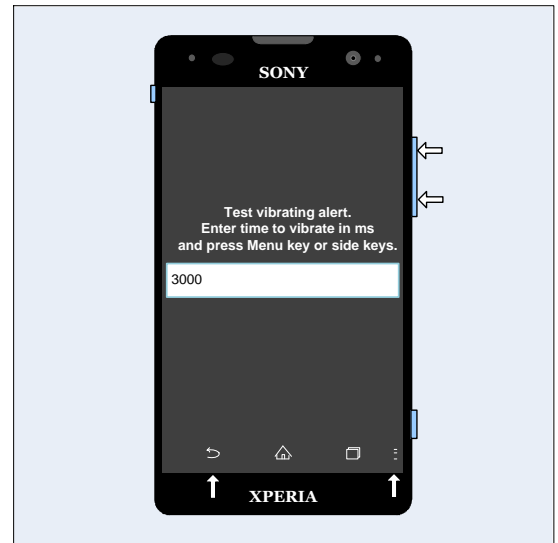 SONY
Test vibrating alert.
Enter time to vibrate in ms
and press Menu key or side keys.
3000
XPERIA